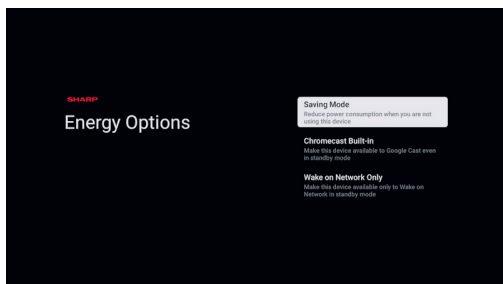 SHARP
Energy Options
Saving Mode
Reduce power consumption when you are not
using this device
Chromecast Built-in
Make this device available to Google Cast even
in standby mode
Wake on Network Only
Make this device available only to Wake on
Network in standby mode